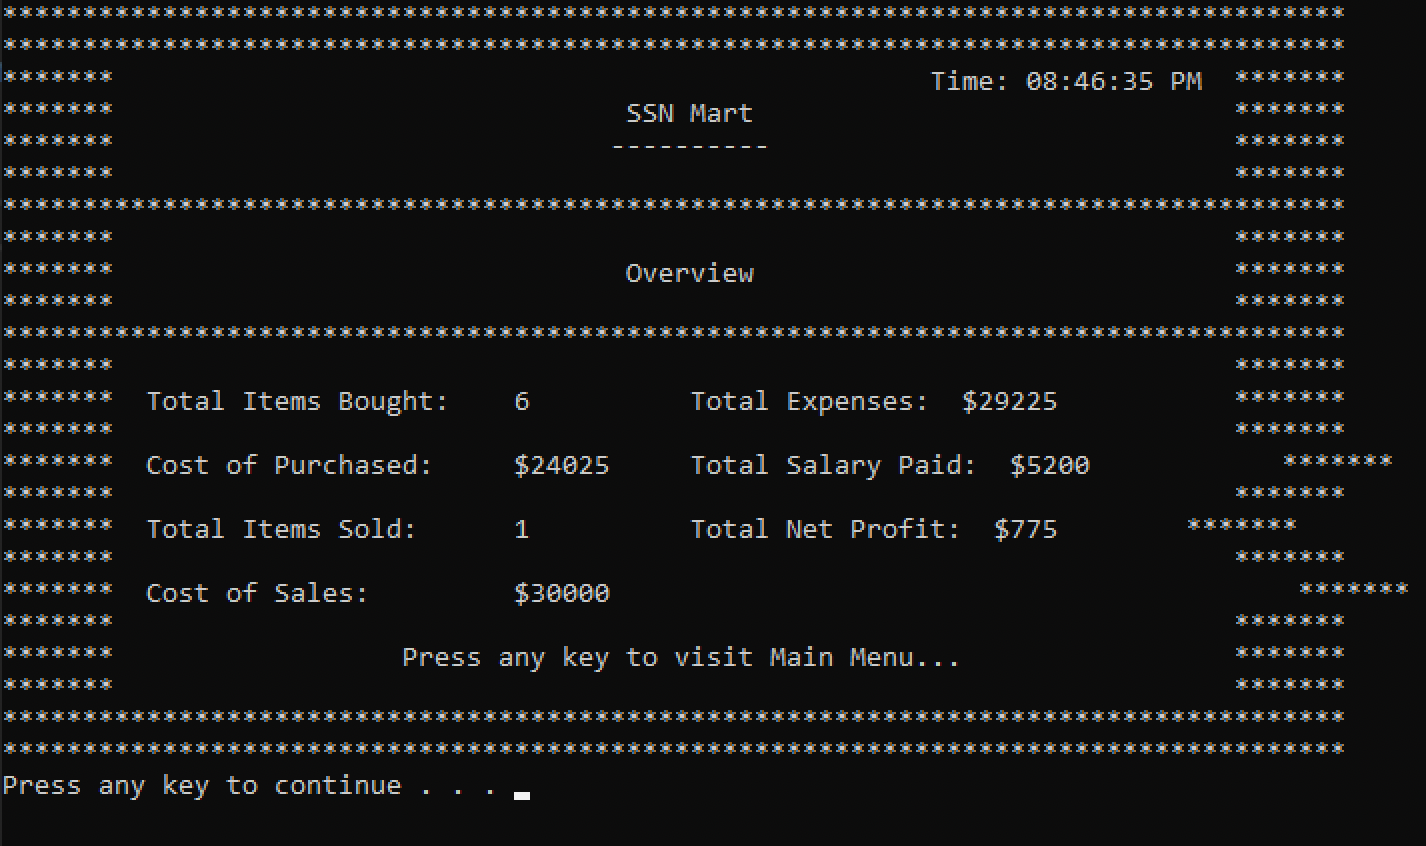 ************************************************************************************
************************************************************************************
******* Time: 08:46:35 PM *******
******* SSN Mart *******
******* ---------- *******
******* *******
************************************************************************************
******* *******
******* Overview *******
******* *******
************************************************************************************
******* *******
******* Total Items Bought: 6 Total Expenses: $29225 *******
******* *******
******* Cost of Purchased: $24025 Total Salary Paid: $5200 *******
******* *******
******* Total Items Sold: 1 Total Net Profit: $775 *******
******* *******
******* Cost of Sales: $30000 *******
******* *******
******* Press any key to visit Main Menu... *******
******* *******
************************************************************************************
************************************************************************************
Press any key to continue . . .